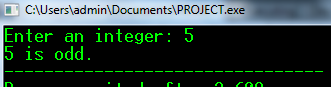 C:\Users\admin\Documents\PROJECT.exe
Enter an integer: 5
5 is odd.
--------------------------------